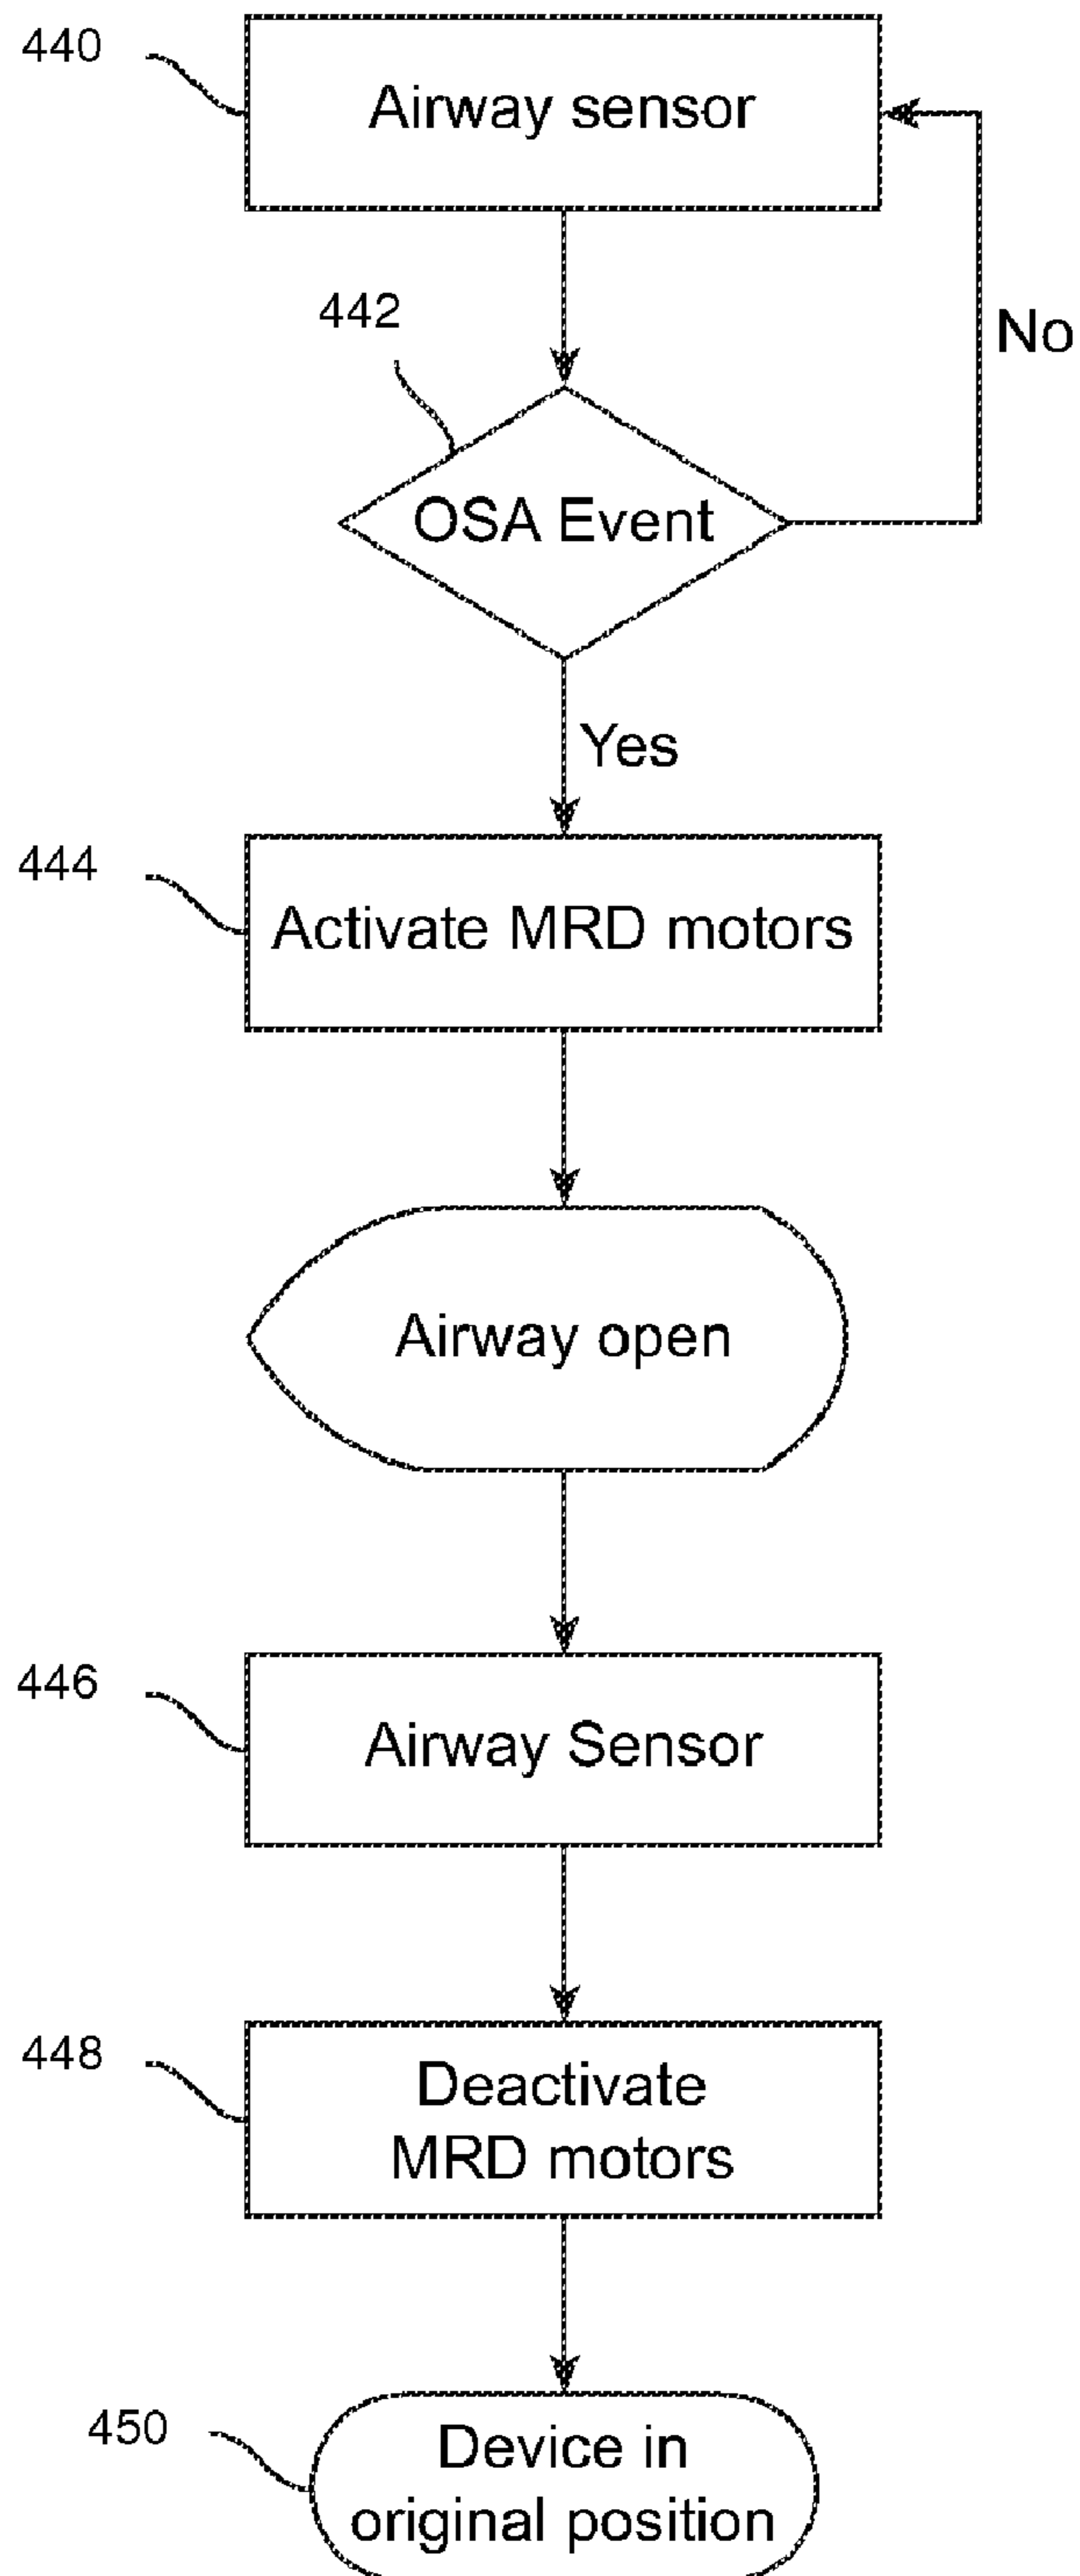 440
Airway sensor
442
No
OSA Event
Yes
444
Activate MRD motors
Airway open
446
Airway Sensor
448
Deactivate
MRD motors
450
Device in
original position